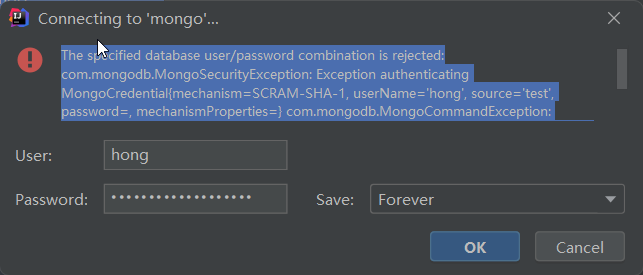 Connecting to 'mongo'...
The specified database user/password combination is rejected:
com.mongodb.MongoSecurityException: Exception authenticating
MongoCredential{mechanism=SCRAM-SHA-1, userName='hong', source='test',
password=, mechanismProperties=} com.mongodb.MongoCommandException:
User: hong
Password: •••••••••••••••••• Save: Forever
OK Cancel